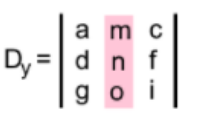 a m c
Dy = d n f
g o i